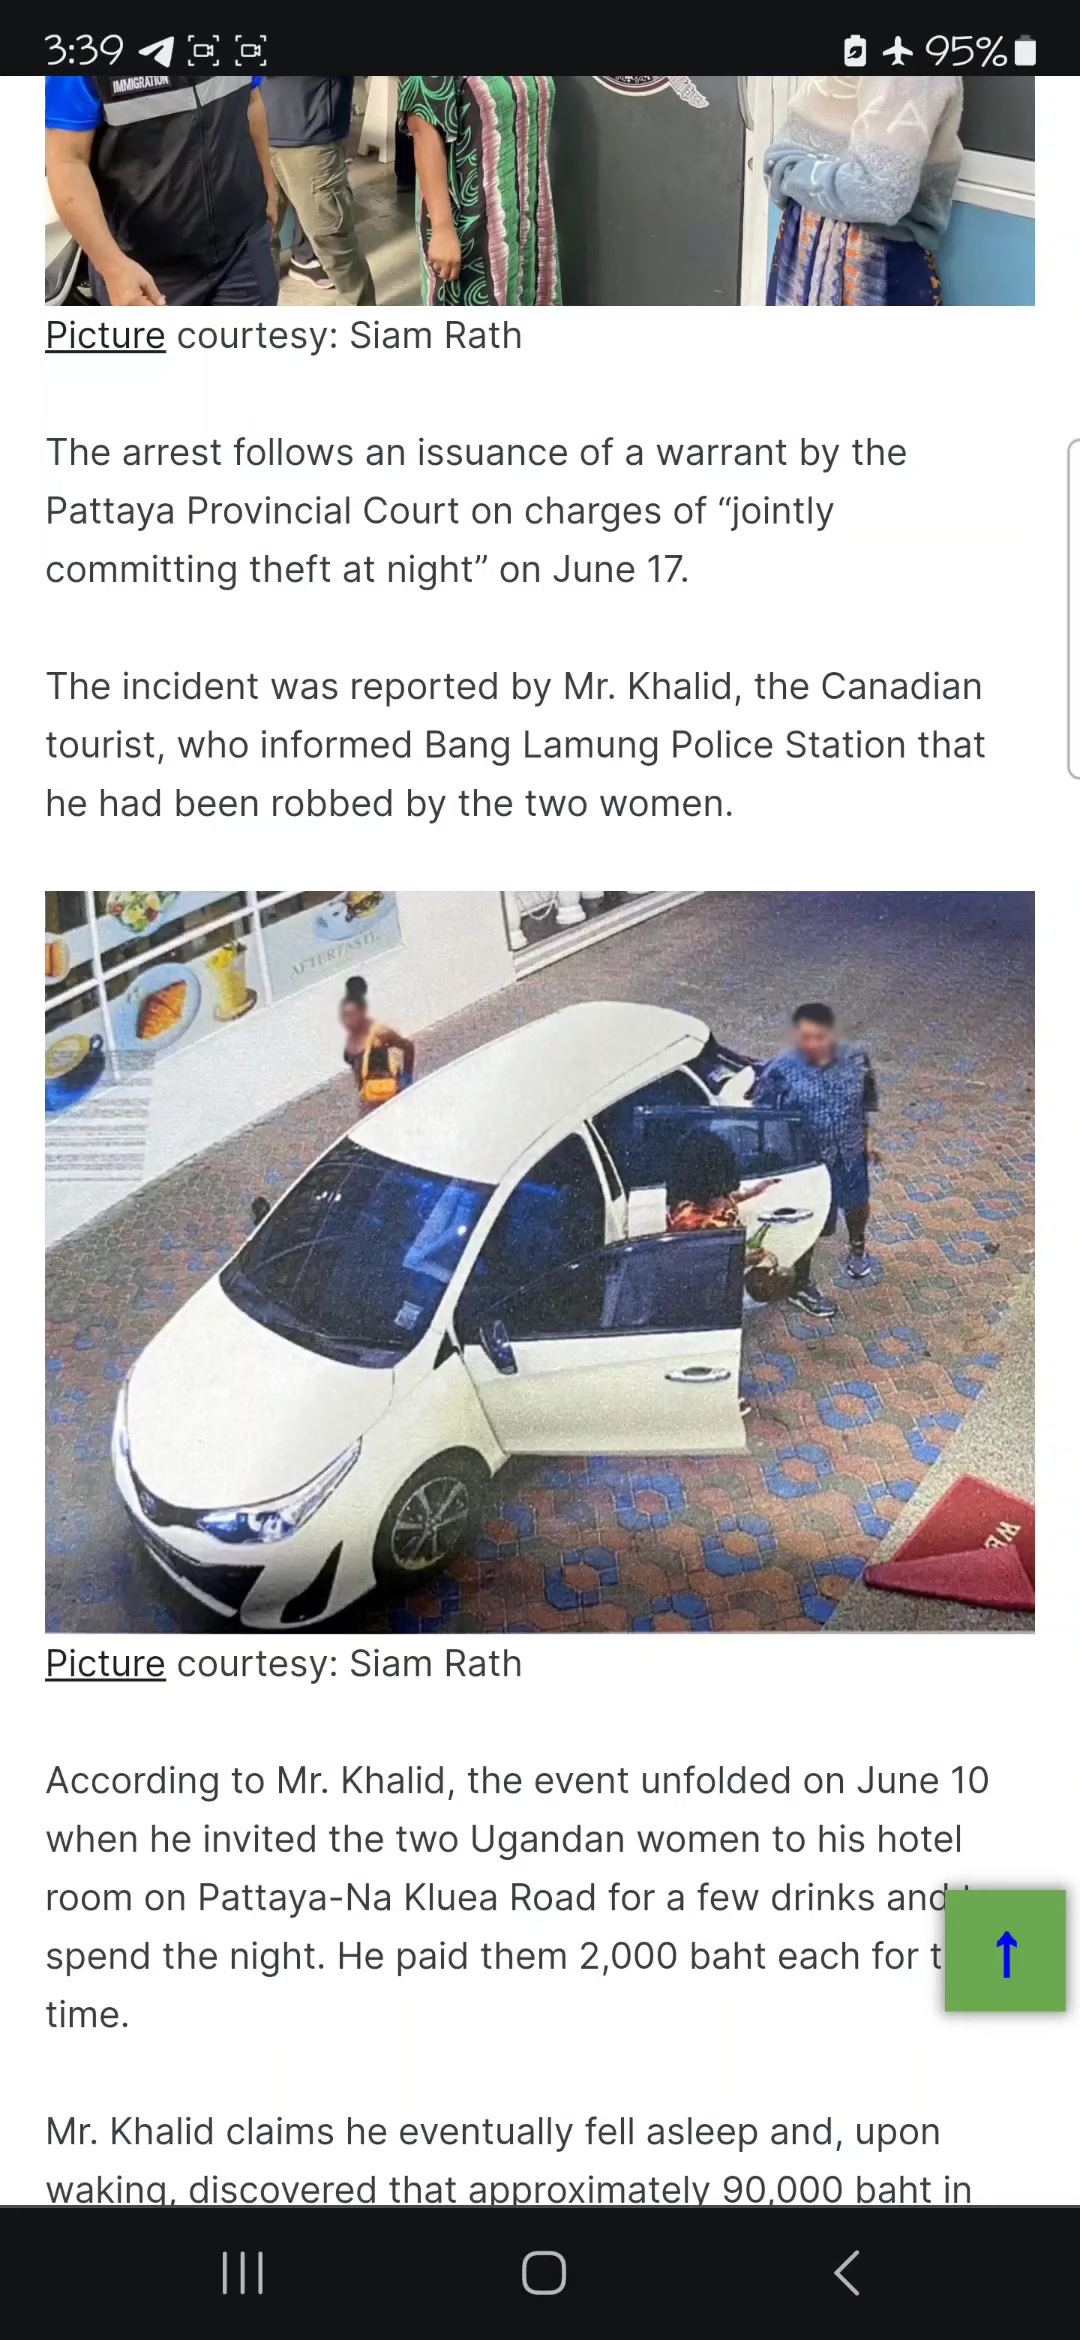 3:39
95%
IMMIGRATION
FA
Picture courtesy: Siam Rath
The arrest follows an issuance of a warrant by the
Pattaya Provincial Court on charges of “jointly
committing theft at night” on June 17.
The incident was reported by Mr. Khalid, the Canadian
tourist, who informed Bang Lamung Police Station that
he had been robbed by the two women.
AFTERTASTE
WE
Picture courtesy: Siam Rath
According to Mr. Khalid, the event unfolded on June 10
when he invited the two Ugandan women to his hotel
room on Pattaya-Na Kluea Road for a few drinks and
spend the night. He paid them 2,000 baht each for t
time.
Mr. Khalid claims he eventually fell asleep and, upon
waking, discovered that approximately 90,000 baht in